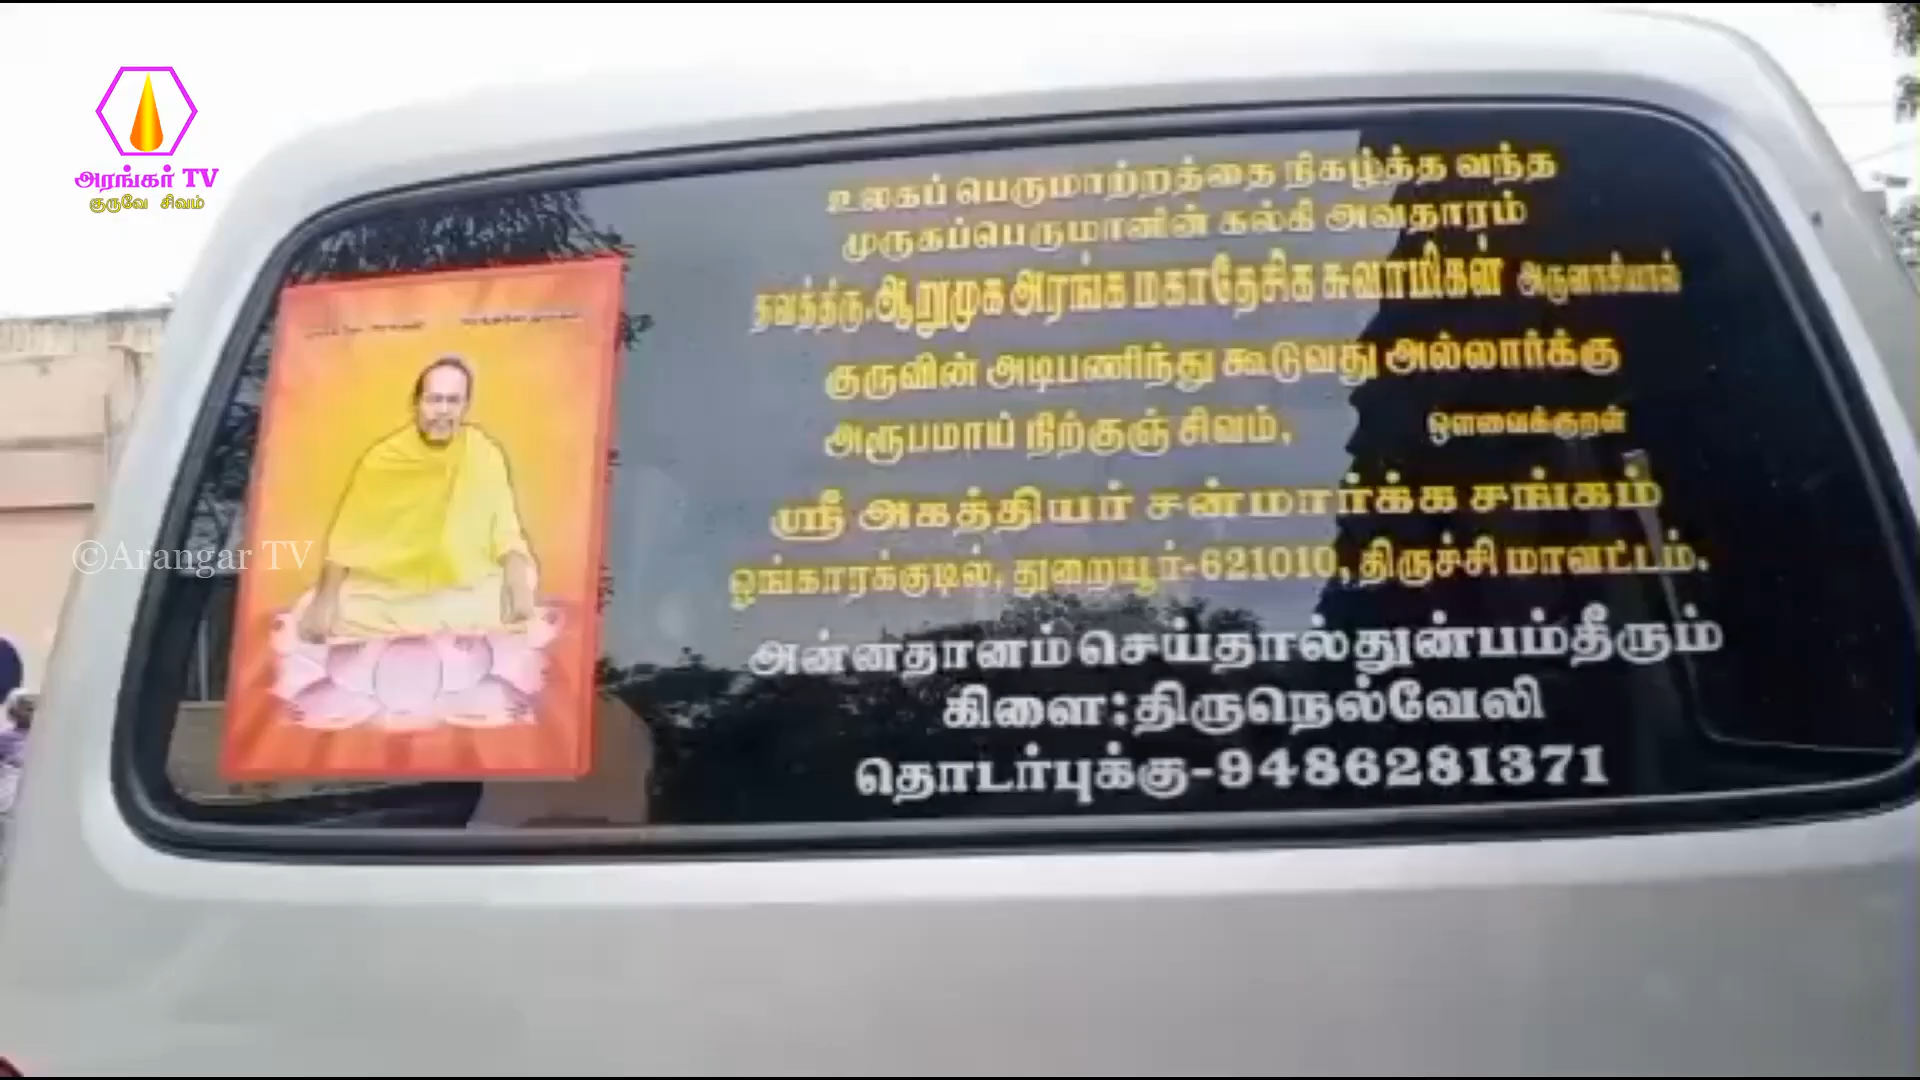 அரங்கர் TV
குருவே சிவம்
உலகப் பெருமாற்றத்தை நிகழ்த்த வந்த
முருகப்பெருமானின் கல்கி அவதாரம்
தவத்திரு.ஆறுமுக அரங்க மகாதேசிக சுவாமிகள் அருளாசியால்
குருவின் அடிபணிந்து கூடுவது அல்லார்க்கு
அரூபமாய் நிற்குஞ் சிவம். ஔவைக்குறள்
ஸ்ரீ அகத்தியர் சன்மார்க்க சங்கம்
ஓங்காரக்குடில், துறையூர்-621010, திருச்சி மாவட்டம்.
©Arangar TV
அன்னதானம் செய்தால் துன்பம் தீரும்
கிளை:திருநெல்வேலி
தொடர்புக்கு-9486281371